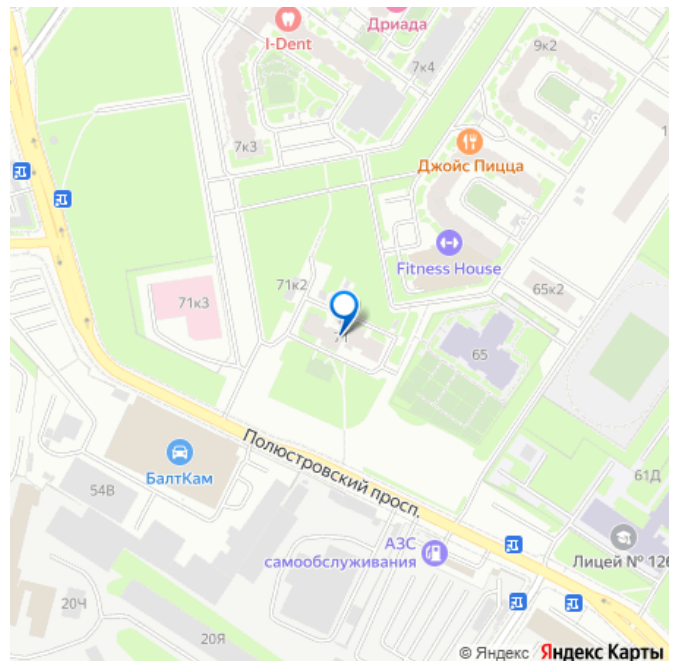 Дриада
I-Dent
7к4
9к2
7к3
Джойс Пицца
Fitness House
71к2
65к2
71к3
71
65
Полюстровский просп.
БалтКам
54В
61Д
АЗС
самообслуживания
Лицей № 126
20Ч
20Я
© Яндекс Яндекс Карты